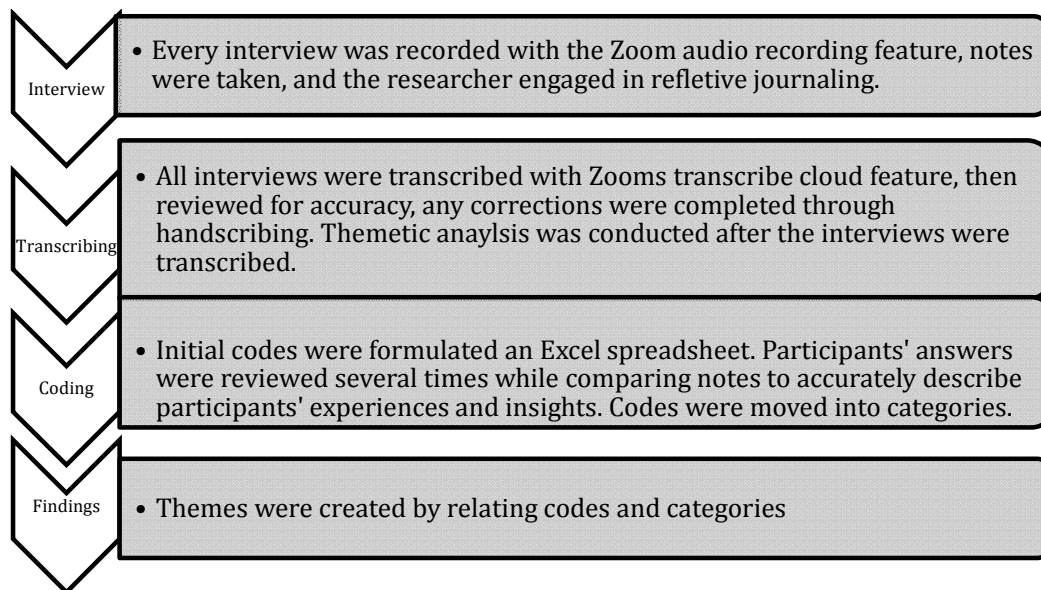 Interview
• Every interview was recorded with the Zoom audio recording feature, notes
were taken, and the researcher engaged in refletive journaling.
Transcribing
• All interviews were transcribed with Zooms transcribe cloud feature, then
reviewed for accuracy, any corrections were completed through
handscribing. Themetic anaylsis was conducted after the interviews were
transcribed.
Coding
• Initial codes were formulated an Excel spreadsheet. Participants' answers
were reviewed several times while comparing notes to accurately describe
participants' experiences and insights. Codes were moved into categories.
Findings
• Themes were created by relating codes and categories